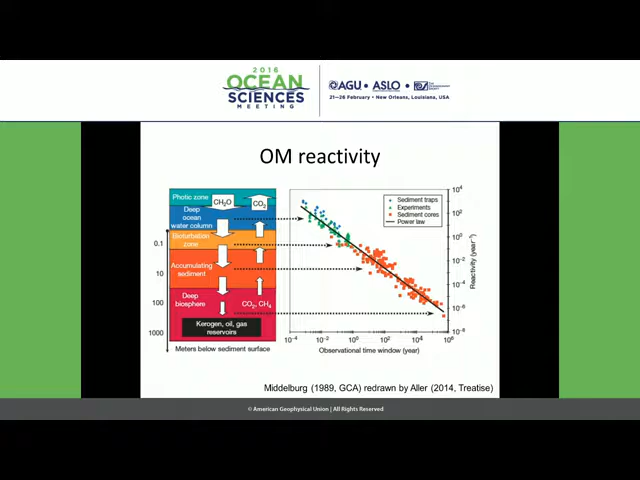 2016
OCEAN
SCIENCES
MEETING
AGU • ASLO •
21–26 February • New Orleans, Louisiana, USA
OM reactivity
Photic zone
CH2O
CO2
Deep
ocean
water column
Bioturbation
zone
Accumulating
sediment
Deep
biosphere
CO2, CH4
Kerogen, oil, gas
reservoirs
0.1
10
100
1000
Meters below sediment surface
Sediment traps
Experiments
Sediment cores
Power law
10^4
10^2
10^0
10^−2
10^−4
10^−6
10^−8
Reactivity (year−1)
10^−4
10^−2
10^0
10^2
10^4
10^6
Observational time window (year)
Middelburg (1989, GCA) redrawn by Aller (2014, Treatise)
© American Geophysical Union | All Rights Reserved